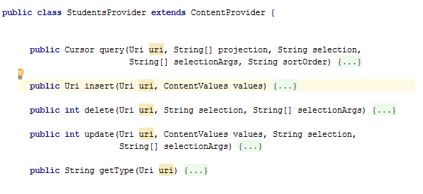 public class StudentsProvider extends ContentProvider {
public Cursor query(Uri uri, String[] projection, String selection,
String[] selectionArgs, String sortOrder) {...}
public Uri insert(Uri uri, ContentValues values) {...}
public int delete(Uri uri, String selection, String[] selectionArgs) {...}
public int update(Uri uri, ContentValues values, String selection,
String[] selectionArgs) {...}
public String getType(Uri uri) {...}